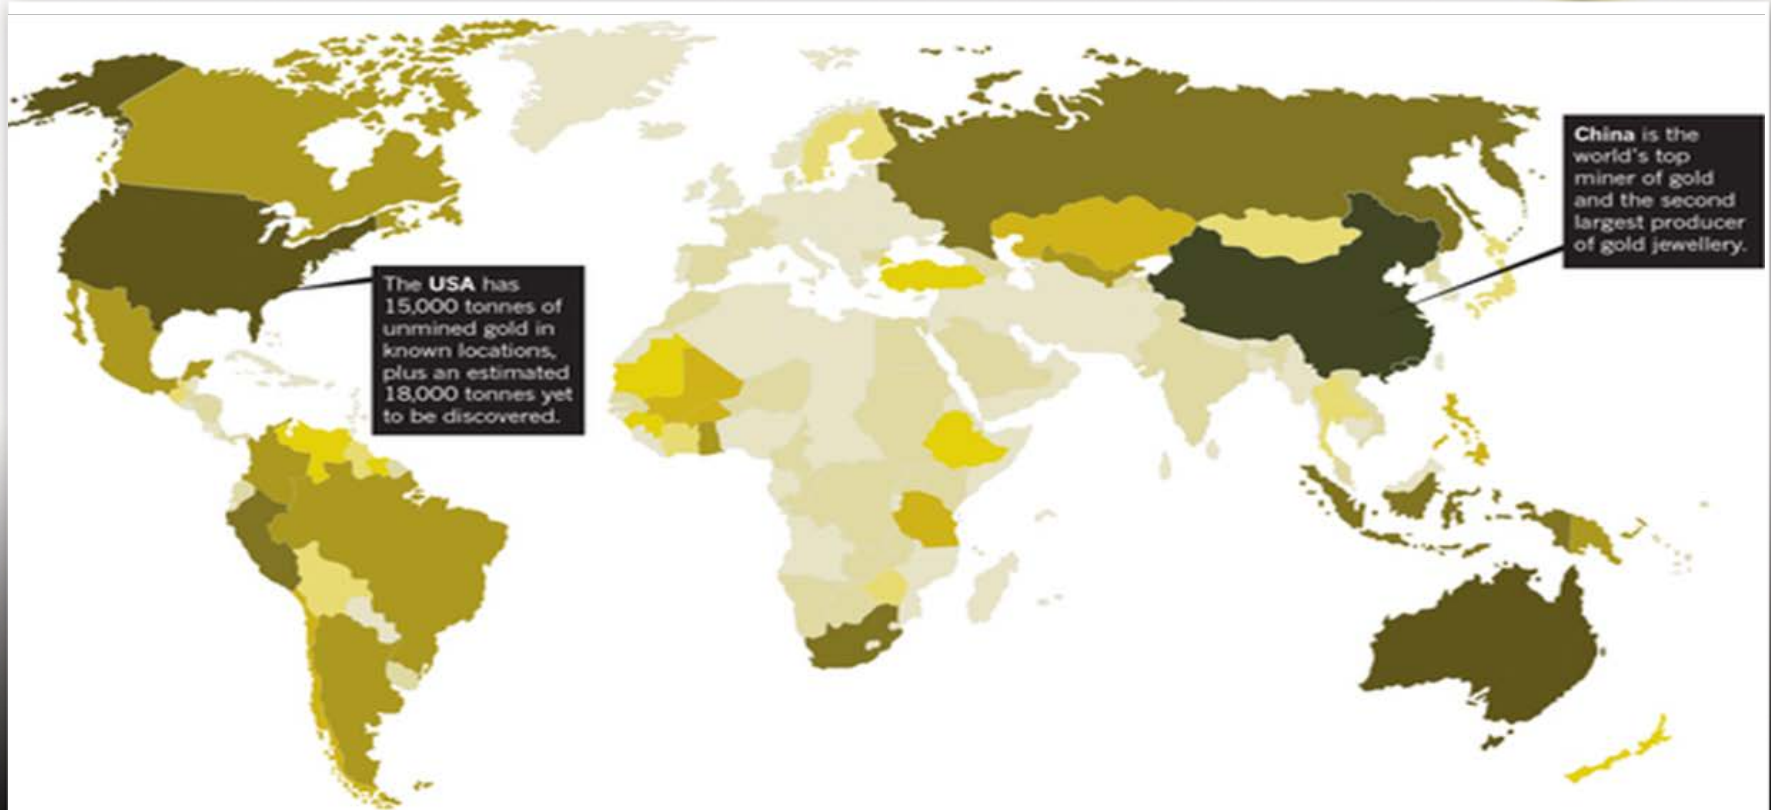 The USA has
15,000 tonnes of
unmined gold in
known locations,
plus an estimated
18,000 tonnes yet
to be discovered.
China is the
world's top
miner of gold
and the second
largest producer
of gold jewellery.